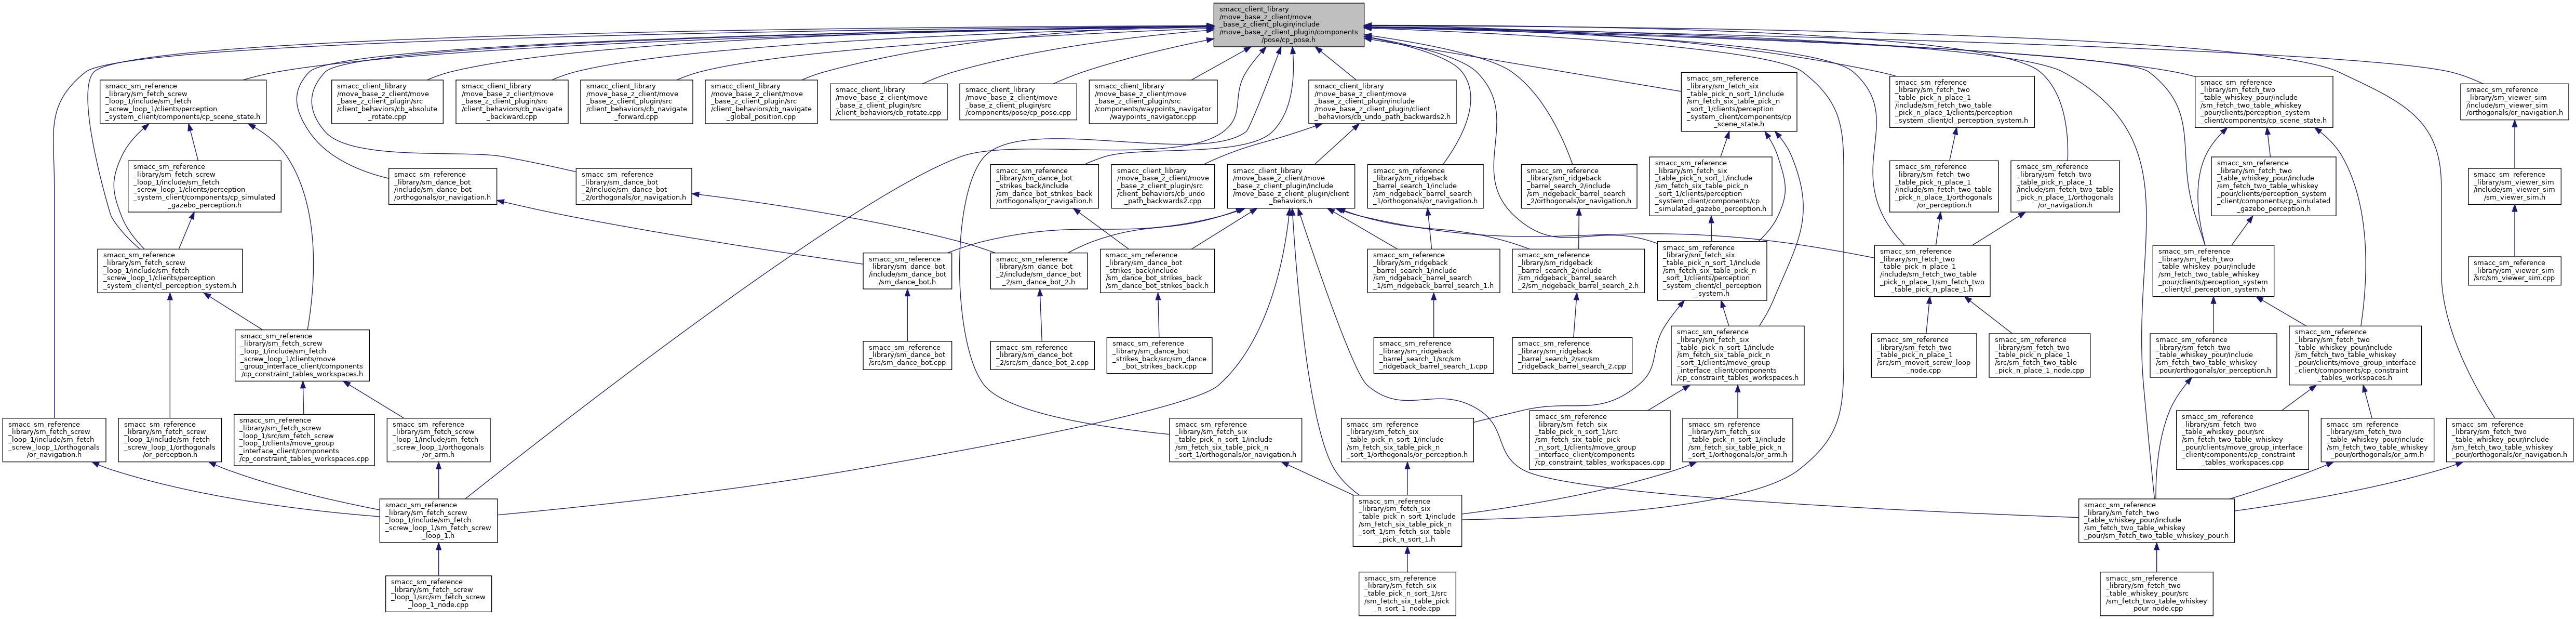 smacc_client_library
/move_base_z_client/move
_base_z_client_plugin/include
/move_base_z_client_plugin/components
/pose/cp_pose.h
smacc_sm_reference
_library/sm_fetch_screw
_loop_1/include/sm_fetch
_screw_loop_1/clients/perception
_system_client/components/cp_scene_state.h
smacc_client_library
/move_base_z_client/move
_base_z_client_plugin/src
/client_behaviors/cb_absolute
_rotate.cpp
smacc_client_library
/move_base_z_client/move
_base_z_client_plugin/src
/client_behaviors/cb_navigate
_backward.cpp
smacc_client_library
/move_base_z_client/move
_base_z_client_plugin/src
/client_behaviors/cb_navigate
_forward.cpp
smacc_client_library
/move_base_z_client/move
_base_z_client_plugin/src
/client_behaviors/cb_navigate
_global_position.cpp
smacc_client_library
/move_base_z_client/move
_base_z_client_plugin/src
/client_behaviors/cb_rotate.cpp
smacc_client_library
/move_base_z_client/move
_base_z_client_plugin/src
/components/pose/cp_pose.cpp
smacc_client_library
/move_base_z_client/move
_base_z_client_plugin/src
/components/waypoints_navigator
/waypoints_navigator.cpp
smacc_client_library
/move_base_z_client/move
_base_z_client_plugin/include
/move_base_z_client_plugin/client
_behaviors/cb_undo_path_backwards2.h
smacc_sm_reference
_library/sm_fetch_six
_table_pick_n_sort_1/include
/sm_fetch_six_table_pick_n
_sort_1/clients/perception
_system_client/components/cp
_scene_state.h
smacc_sm_reference
_library/sm_fetch_two
_table_pick_n_place_1
/include/sm_fetch_two_table
_pick_n_place_1/clients/perception
_system_client/cl_perception_system.h
smacc_sm_reference
_library/sm_fetch_two
_table_whiskey_pour/include
/sm_fetch_two_table_whiskey
_pour/clients/perception_system
_client/components/cp_scene_state.h
smacc_sm_reference
_library/sm_viewer_sim
/include/sm_viewer_sim
/orthogonals/or_navigation.h
smacc_sm_reference
_library/sm_fetch_screw
_loop_1/include/sm_fetch
_screw_loop_1/clients/perception
_system_client/components/cp_simulated
_gazebo_perception.h
smacc_sm_reference
_library/sm_dance_bot
/include/sm_dance_bot
/orthogonals/or_navigation.h
smacc_sm_reference
_library/sm_dance_bot
_2/include/sm_dance_bot
_2/orthogonals/or_navigation.h
smacc_sm_reference
_library/sm_dance_bot
_strikes_back/include
/sm_dance_bot_strikes_back
/orthogonals/or_navigation.h
smacc_client_library
/move_base_z_client/move
_base_z_client_plugin/src
/client_behaviors/cb_undo
_path_backwards2.cpp
smacc_client_library
/move_base_z_client/move
_base_z_client_plugin/include
/move_base_z_client_plugin/client
_behaviors.h
smacc_sm_reference
_library/sm_ridgeback
_barrel_search_1/include
/sm_ridgeback_barrel_search
_1/orthogonals/or_navigation.h
smacc_sm_reference
_library/sm_ridgeback
_barrel_search_2/include
/sm_ridgeback_barrel_search
_2/orthogonals/or_navigation.h
smacc_sm_reference
_library/sm_fetch_six
_table_pick_n_sort_1/include
/sm_fetch_six_table_pick_n
_sort_1/clients/perception
_system_client/components/cp
_simulated_gazebo_perception.h
smacc_sm_reference
_library/sm_fetch_two
_table_pick_n_place_1
/include/sm_fetch_two_table
_pick_n_place_1/orthogonals
/or_perception.h
smacc_sm_reference
_library/sm_fetch_two
_table_pick_n_place_1
/include/sm_fetch_two_table
_pick_n_place_1/orthogonals
/or_navigation.h
smacc_sm_reference
_library/sm_fetch_two
_table_whiskey_pour/include
/sm_fetch_two_table_whiskey
_pour/clients/perception_system
_client/components/cp_simulated
_gazebo_perception.h
smacc_sm_reference
_library/sm_viewer_sim
/include/sm_viewer_sim
/sm_viewer_sim.h
smacc_sm_reference
_library/sm_fetch_screw
_loop_1/include/sm_fetch
_screw_loop_1/clients/perception
_system_client/cl_perception_system.h
smacc_sm_reference
_library/sm_dance_bot
/include/sm_dance_bot
/sm_dance_bot.h
smacc_sm_reference
_library/sm_dance_bot
_2/include/sm_dance_bot
_2/sm_dance_bot_2.h
smacc_sm_reference
_library/sm_dance_bot
_strikes_back/include
/sm_dance_bot_strikes_back
/sm_dance_bot_strikes_back.h
smacc_sm_reference
_library/sm_ridgeback
_barrel_search_1/include
/sm_ridgeback_barrel_search
_1/sm_ridgeback_barrel_search_1.h
smacc_sm_reference
_library/sm_ridgeback
_barrel_search_2/include
/sm_ridgeback_barrel_search
_2/sm_ridgeback_barrel_search_2.h
smacc_sm_reference
_library/sm_fetch_six
_table_pick_n_sort_1/include
/sm_fetch_six_table_pick_n
_sort_1/clients/perception
_system_client/cl_perception
_system.h
smacc_sm_reference
_library/sm_fetch_two
_table_pick_n_place_1
/include/sm_fetch_two_table
_pick_n_place_1/sm_fetch_two
_table_pick_n_place_1.h
smacc_sm_reference
_library/sm_fetch_two
_table_whiskey_pour/include
/sm_fetch_two_table_whiskey
_pour/clients/perception_system
_client/cl_perception_system.h
smacc_sm_reference
_library/sm_viewer_sim
/src/sm_viewer_sim.cpp
smacc_sm_reference
_library/sm_fetch_screw
_loop_1/include/sm_fetch
_screw_loop_1/clients/move
_group_interface_client/components
/cp_constraint_tables_workspaces.h
smacc_sm_reference
_library/sm_dance_bot
/src/sm_dance_bot.cpp
smacc_sm_reference
_library/sm_dance_bot
_2/src/sm_dance_bot_2.cpp
smacc_sm_reference
_library/sm_dance_bot
_strikes_back/src/sm_dance
_bot_strikes_back.cpp
smacc_sm_reference
_library/sm_ridgeback
_barrel_search_1/src/sm
_ridgeback_barrel_search_1.cpp
smacc_sm_reference
_library/sm_ridgeback
_barrel_search_2/src/sm
_ridgeback_barrel_search_2.cpp
smacc_sm_reference
_library/sm_fetch_six
_table_pick_n_sort_1/include
/sm_fetch_six_table_pick_n
_sort_1/clients/move_group
_interface_client/components
/cp_constraint_tables_workspaces.h
smacc_sm_reference
_library/sm_fetch_two
_table_pick_n_place_1
/src/sm_moveit_screw_loop
_node.cpp
smacc_sm_reference
_library/sm_fetch_two
_table_pick_n_place_1
/src/sm_fetch_two_table
_pick_n_place_1_node.cpp
smacc_sm_reference
_library/sm_fetch_two
_table_whiskey_pour/include
/sm_fetch_two_table_whiskey
_pour/orthogonals/or_perception.h
smacc_sm_reference
_library/sm_fetch_two
_table_whiskey_pour/include
/sm_fetch_two_table_whiskey
_pour/clients/move_group_interface
_client/components/cp_constraint
_tables_workspaces.h
smacc_sm_reference
_library/sm_fetch_screw
_loop_1/include/sm_fetch
_screw_loop_1/orthogonals
/or_navigation.h
smacc_sm_reference
_library/sm_fetch_screw
_loop_1/include/sm_fetch
_screw_loop_1/orthogonals
/or_perception.h
smacc_sm_reference
_library/sm_fetch_screw
_loop_1/src/sm_fetch_screw
_loop_1/clients/move_group
_interface_client/components
/cp_constraint_tables_workspaces.cpp
smacc_sm_reference
_library/sm_fetch_screw
_loop_1/include/sm_fetch
_screw_loop_1/orthogonals
/or_arm.h
smacc_sm_reference
_library/sm_fetch_six
_table_pick_n_sort_1/include
/sm_fetch_six_table_pick_n
_sort_1/orthogonals/or_navigation.h
smacc_sm_reference
_library/sm_fetch_six
_table_pick_n_sort_1/include
/sm_fetch_six_table_pick_n
_sort_1/orthogonals/or_perception.h
smacc_sm_reference
_library/sm_fetch_six
_table_pick_n_sort_1/src
/sm_fetch_six_table_pick
_n_sort_1/clients/move_group
_interface_client/components
/cp_constraint_tables_workspaces.cpp
smacc_sm_reference
_library/sm_fetch_six
_table_pick_n_sort_1/include
/sm_fetch_six_table_pick_n
_sort_1/orthogonals/or_arm.h
smacc_sm_reference
_library/sm_fetch_two
_table_whiskey_pour/src
/sm_fetch_two_table_whiskey
_pour/clients/move_group_interface
_client/components/cp_constraint
_tables_workspaces.cpp
smacc_sm_reference
_library/sm_fetch_two
_table_whiskey_pour/include
/sm_fetch_two_table_whiskey
_pour/orthogonals/or_arm.h
smacc_sm_reference
_library/sm_fetch_two
_table_whiskey_pour/include
/sm_fetch_two_table_whiskey
_pour/orthogonals/or_navigation.h
smacc_sm_reference
_library/sm_fetch_screw
_loop_1/include/sm_fetch
_screw_loop_1/sm_fetch_screw
_loop_1.h
smacc_sm_reference
_library/sm_fetch_six
_table_pick_n_sort_1/include
/sm_fetch_six_table_pick_n
_sort_1/sm_fetch_six_table
_pick_n_sort_1.h
smacc_sm_reference
_library/sm_fetch_two
_table_whiskey_pour/include
/sm_fetch_two_table_whiskey
_pour/sm_fetch_two_table_whiskey_pour.h
smacc_sm_reference
_library/sm_fetch_screw
_loop_1/src/sm_fetch_screw
_loop_1_node.cpp
smacc_sm_reference
_library/sm_fetch_six
_table_pick_n_sort_1/src
/sm_fetch_six_table_pick
_n_sort_1_node.cpp
smacc_sm_reference
_library/sm_fetch_two
_table_whiskey_pour/src
/sm_fetch_two_table_whiskey
_pour_node.cpp